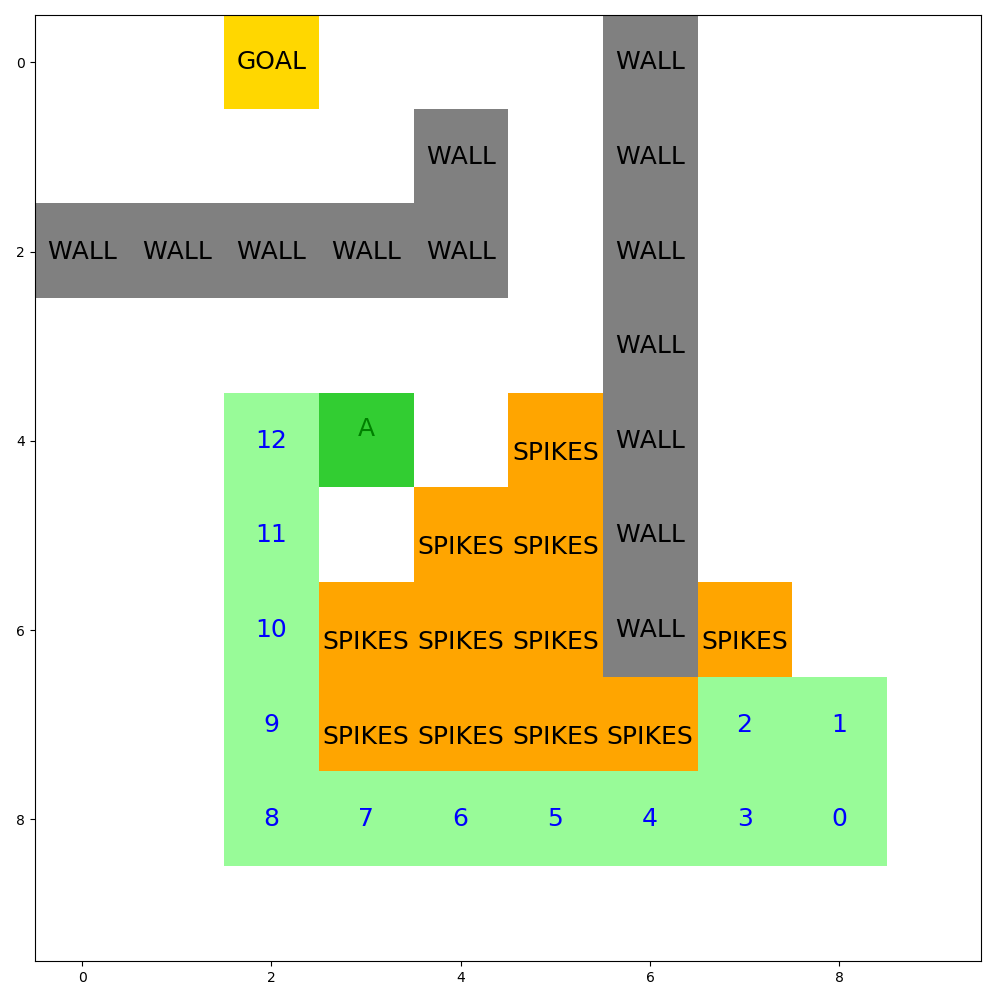 0 GOAL WALL
WALL WALL
2 WALL WALL WALL WALL WALL WALL
WALL
4 12 A SPIKES WALL
11 SPIKES SPIKES WALL
6 10 SPIKES SPIKES SPIKES WALL SPIKES
9 SPIKES SPIKES SPIKES SPIKES 2 1
8 8 7 6 5 4 3 0
0 2 4 6 8